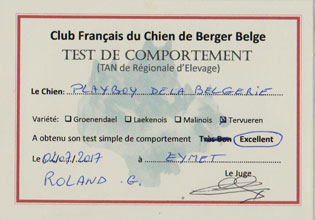 Club Français du Chien de Berger Belge
TEST DE COMPORTEMENT
(TAN de Régionale d'Elevage)
Le Chien: PLAYBOY DE LA BELGERIE
Variété: Groenendael Laekenois Malinois Tervueren
A obtenu son test simple de comportement Très Bon Excellent
Le 02/07/2017 à EYMET
ROLAND G. Le Juge